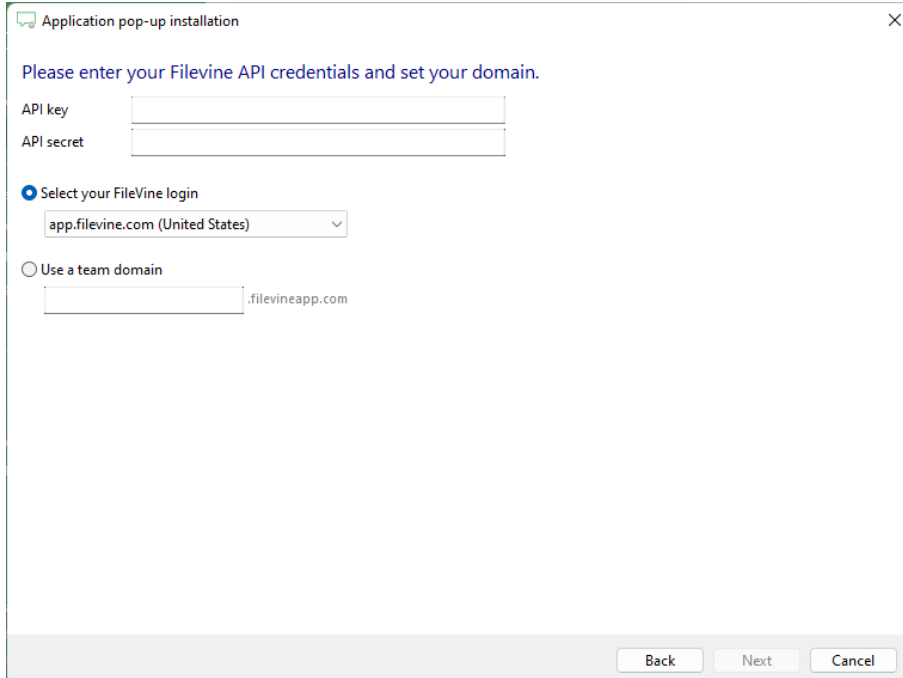 Application pop-up installation
Please enter your Filevine API credentials and set your domain.
API key
API secret
Select your FileVine login
app.filevine.com (United States)
Use a team domain
.filevineapp.com
Back Next Cancel